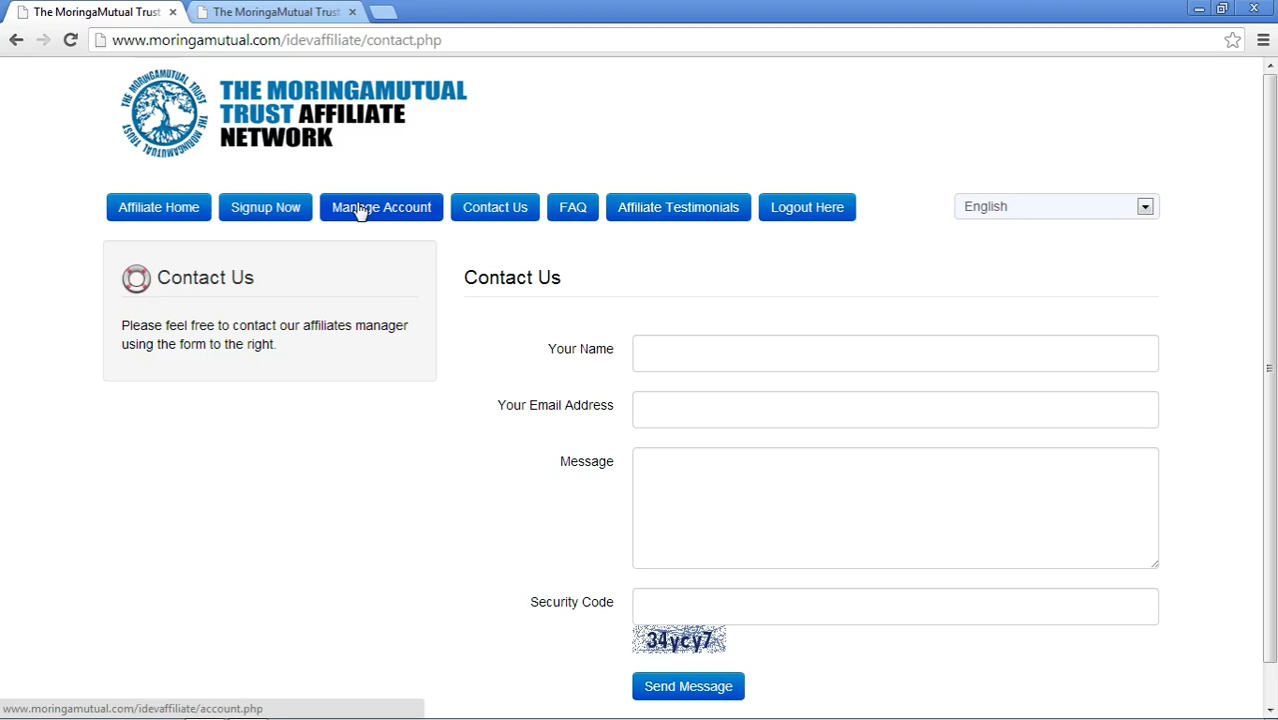 The MoringaMutual Trust
The MoringaMutual Trust
www.moringamutual.com/idevaffiliate/contact.php
THE MORINGAMUTUAL TRUST
THE MORINGAMUTUAL
TRUST AFFILIATE
NETWORK
Affiliate Home
Signup Now
Manage Account
Contact Us
FAQ
Affiliate Testimonials
Logout Here
English
Contact Us
Please feel free to contact our affiliates manager
using the form to the right.
Contact Us
Your Name
Your Email Address
Message
Security Code
34ycy7
Send Message
www.moringamutual.com/idevaffiliate/account.php